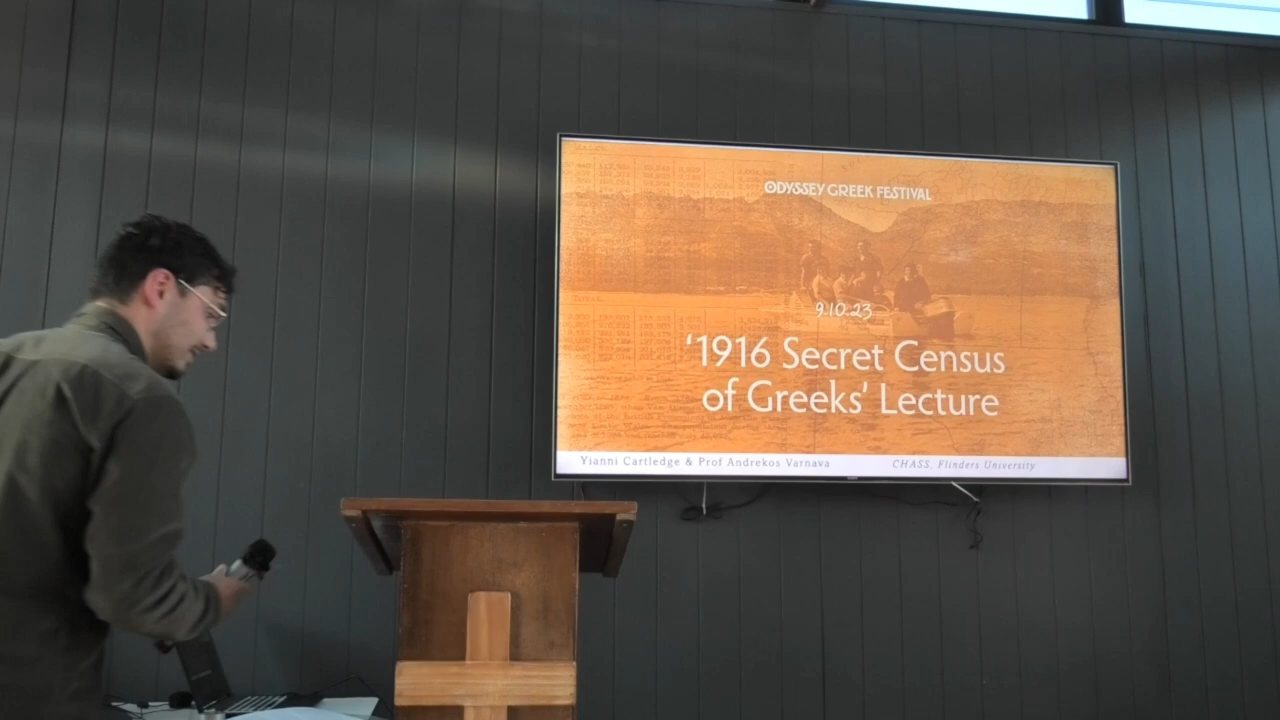 ODYSSEY GREEK FESTIVAL
9.10.23
'1916 Secret Census
of Greeks' Lecture
Yianni Cartledge & Prof Andrekos Varnava
CHASS, Flinders University